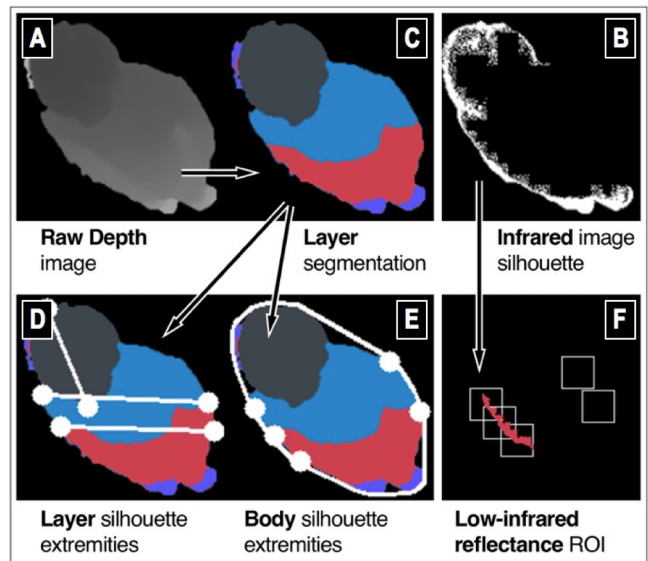 A
C
B
Raw Depth
image
Layer
segmentation
Infrared image
silhouette
D
E
F
Layer silhouette
extremities
Body silhouette
extremities
Low-infrared
reflectance ROI